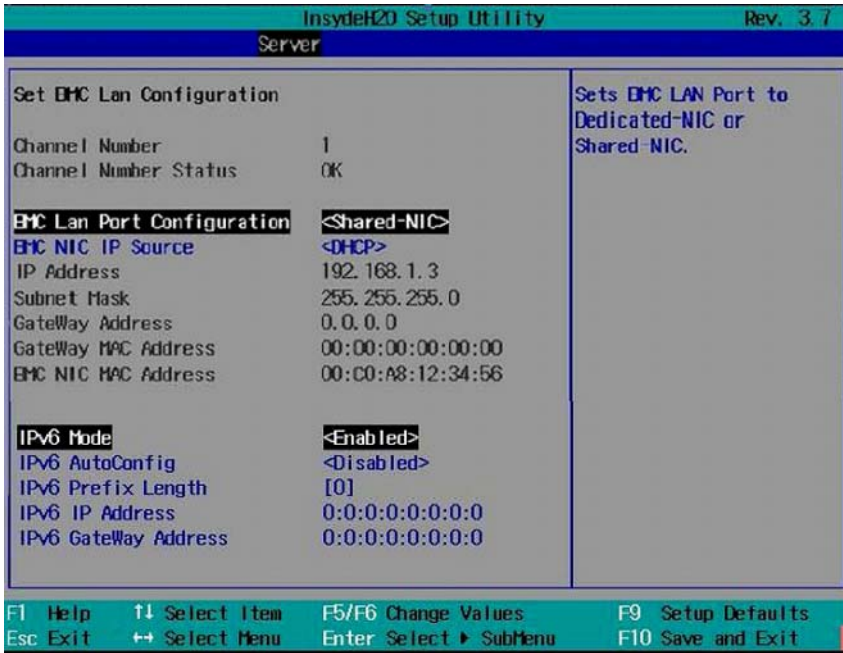 InsydeH2O Setup Utility Rev. 3.7
Server
Set BMC Lan Configuration
Channel Number 1
Channel Number Status OK
BMC Lan Port Configuration <Shared-NIC>
BMC NIC IP Source <DHCP>
IP Address 192.168.1.3
Subnet Mask 255.255.255.0
GateWay Address 0.0.0.0
GateWay MAC Address 00:00:00:00:00:00
BMC NIC MAC Address 00:C0:A8:12:34:56
IPv6 Mode <Enabled>
IPv6 AutoConfig <Disabled>
IPv6 Prefix Length [0]
IPv6 IP Address 0:0:0:0:0:0:0:0
IPv6 GateWay Address 0:0:0:0:0:0:0:0
Sets BMC LAN Port to
Dedicated-NIC or
Shared-NIC.
F1 Help ↑↓ Select Item F5/F6 Change Values F9 Setup Defaults
Esc Exit ↔ Select Menu Enter Select ▶ SubMenu F10 Save and Exit